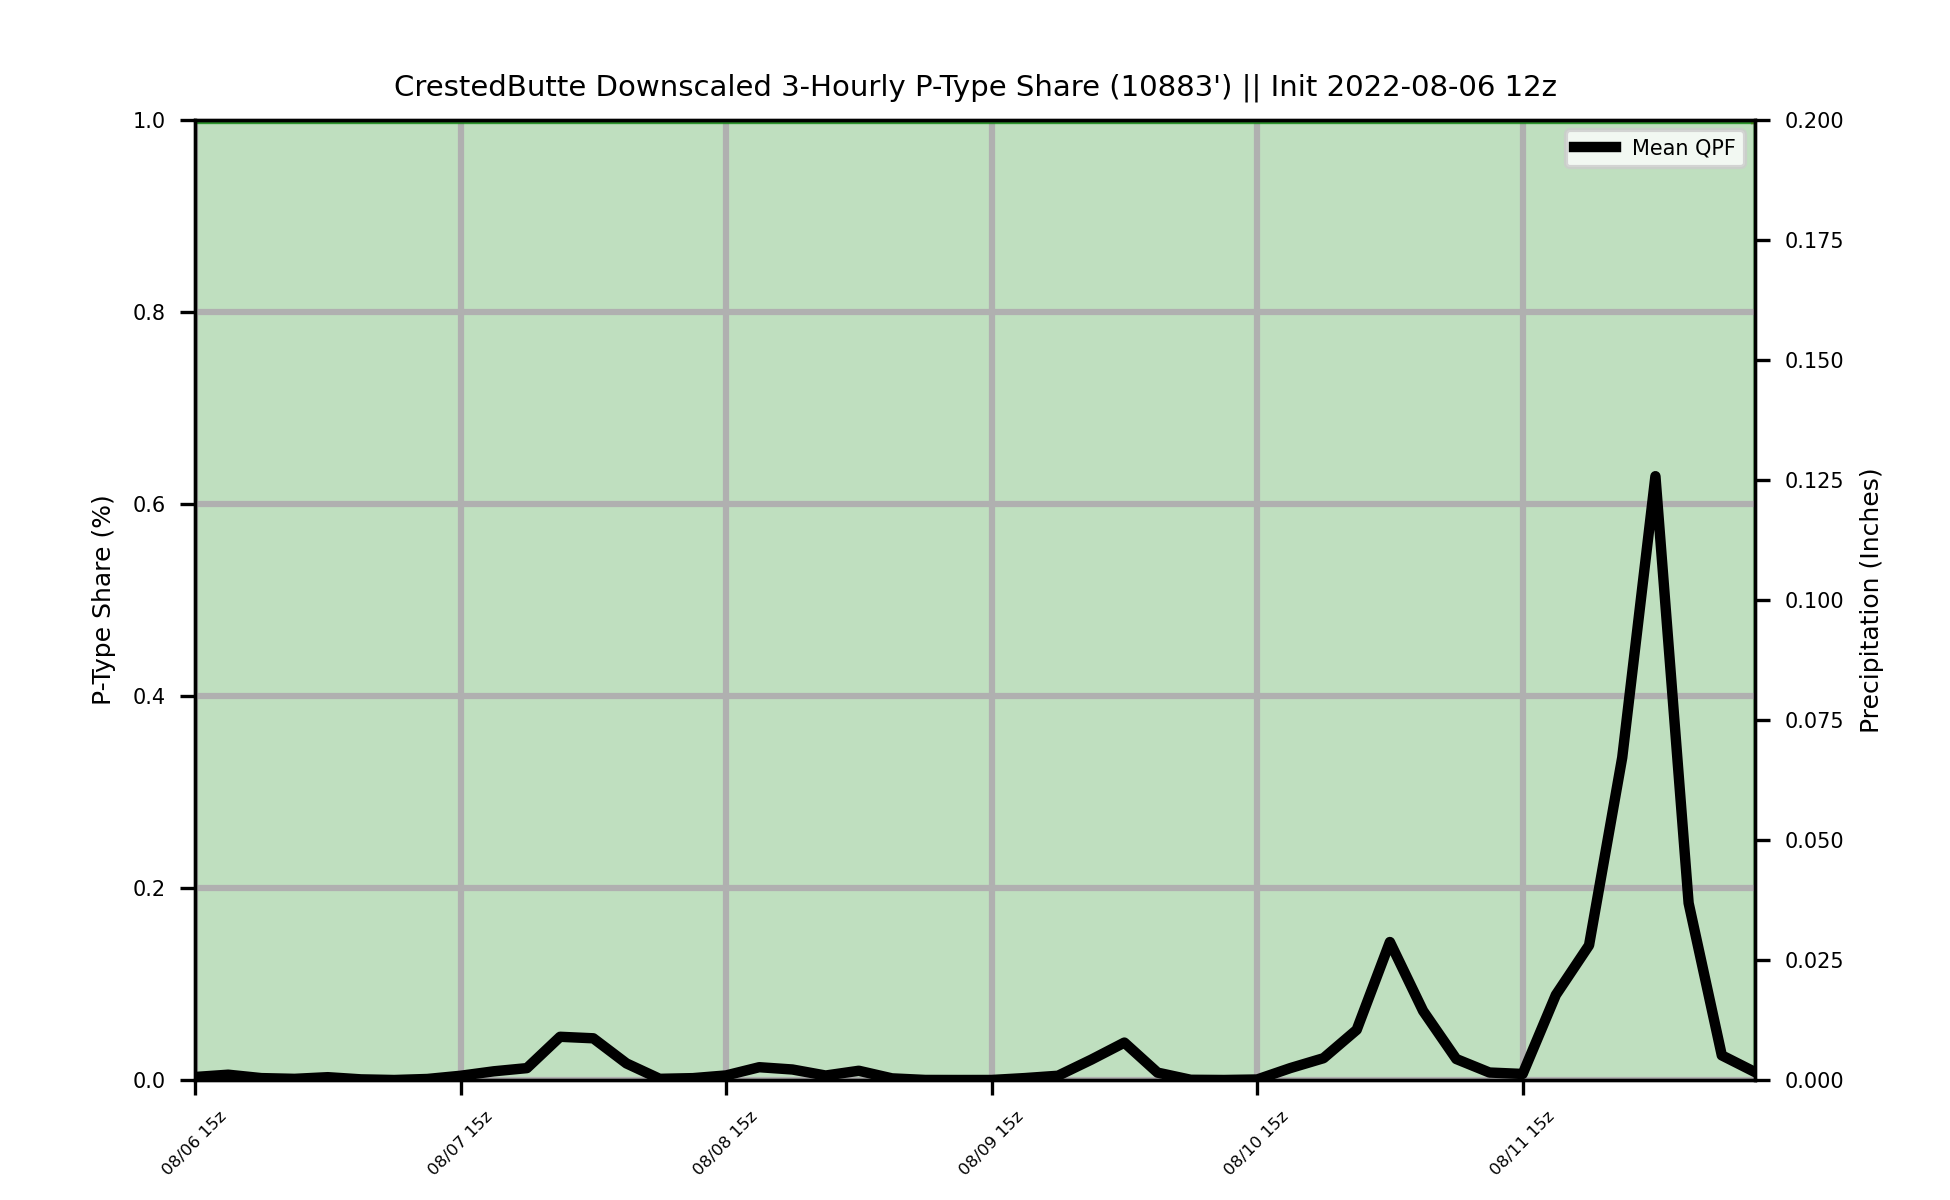 CrestedButte Downscaled 3-Hourly P-Type Share (10883') || Init 2022-08-06 12z
Mean QPF
P-Type Share (%)
1.0
0.8
0.6
0.4
0.2
0.0
0.200
0.175
0.150
0.125
0.100
0.075
0.050
0.025
0.000
Precipitation (Inches)
08/06 15z
08/07 15z
08/08 15z
08/09 15z
08/10 15z
08/11 15z